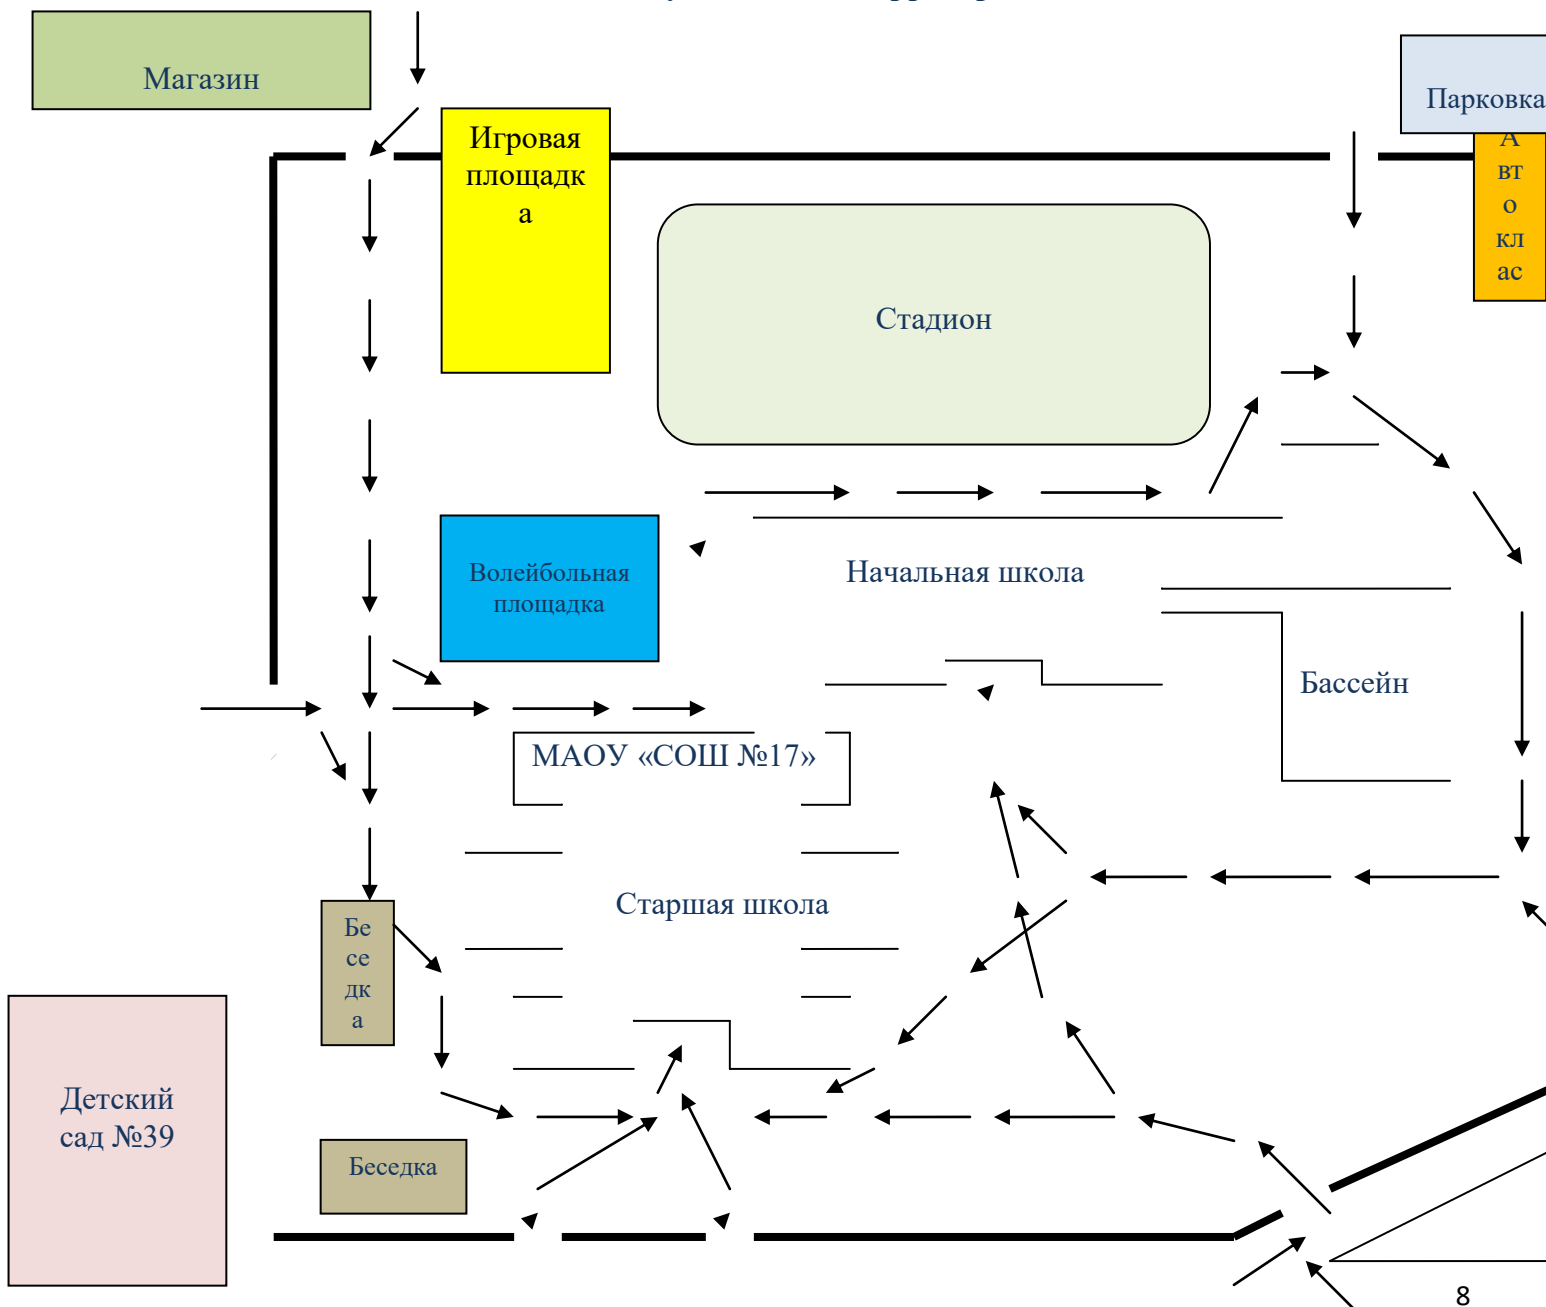 Магазин
Парковка
Игровая
площадк
а
А
вт
о
кл
ас
Стадион
Волейбольная
площадка
Начальная школа
Бассейн
МАОУ «СОШ №17»
Старшая школа
Бе
се
дк
а
Детский
сад №39
Беседка
8